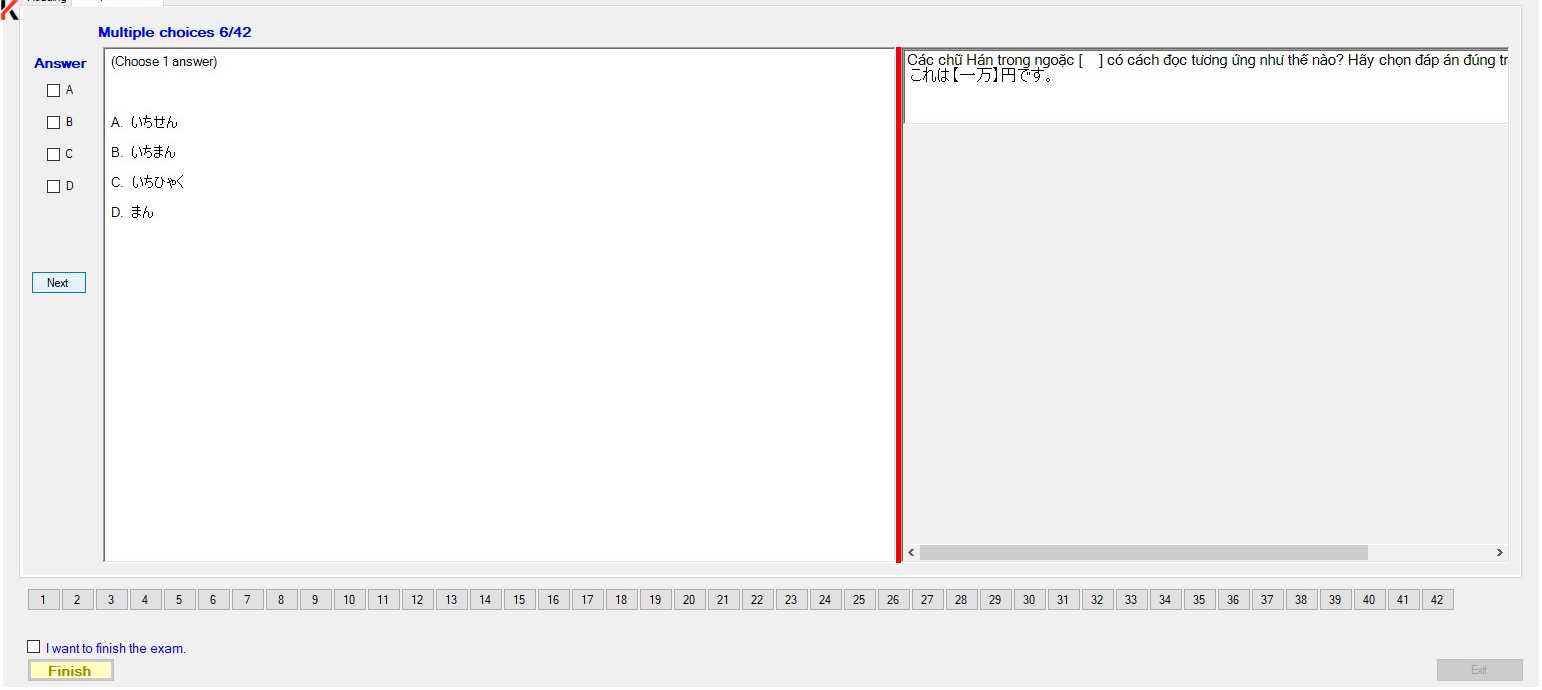 Multiple choices 6/42
Answer
A
B
C
D
Next
(Choose 1 answer)
A. いちせん
B. いちまん
C. いちひゃく
D. まん
Các chữ Hán trong ngoặc [ ] có cách đọc tương ứng như thế nào? Hãy chọn đáp án đúng tr
これは【一万】円です。
1 2 3 4 5 6 7 8 9 10 11 12 13 14 15 16 17 18 19 20 21 22 23 24 25 26 27 28 29 30 31 32 33 34 35 36 37 38 39 40 41 42
I want to finish the exam.
Finish
Exit